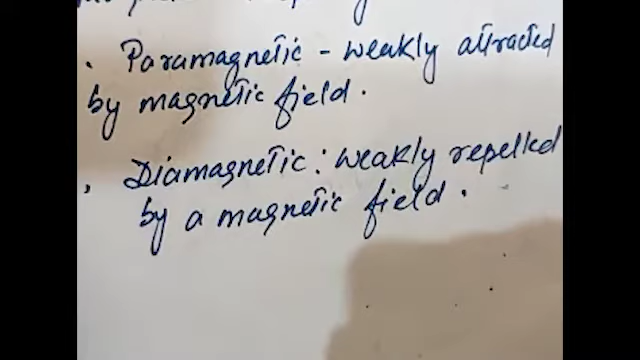 . Paramagnetic - weakly attracted
by magnetic field.
. Diamagnetic : weakly repelled
by a magnetic field.